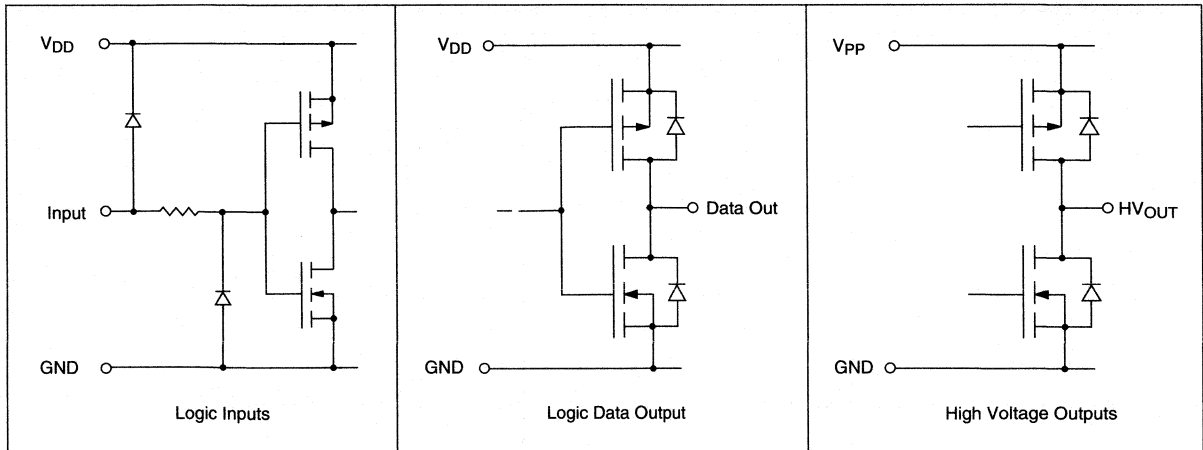 VDD
Input
GND
Logic Inputs
VDD
Data Out
GND
Logic Data Output
VPP
HVOUT
GND
High Voltage Outputs